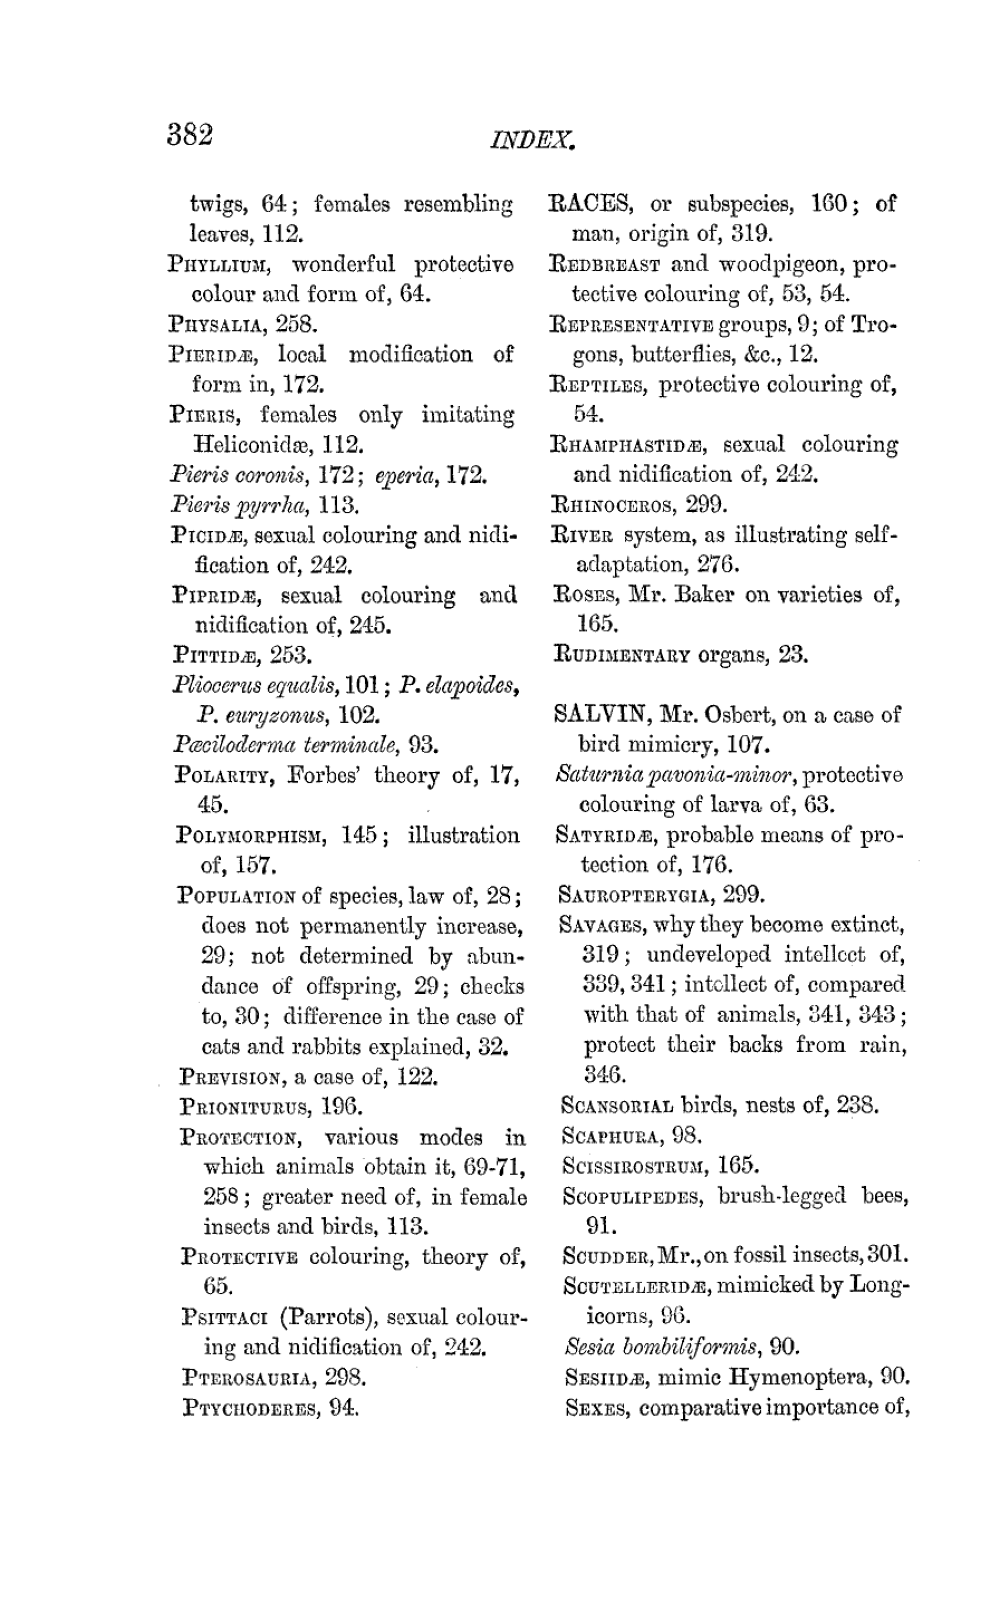 382
INDEX.
twigs, 64; females resembling
leaves, 112.
PHYLLIUM, wonderful protective
colour and form of, 64.
PHYSALIA, 258.
PIERIDÆ, local modification of
form in, 172.
PIERIS, females only imitating
Heliconidæ, 112.
Pieris coronis, 172; eperia, 172.
Pieris pyrrha, 113.
PICIDÆ, sexual colouring and nidi-
fication of, 242.
PIPRIDÆ, sexual colouring and
nidification of, 245.
PITTIDÆ, 253.
Pliocerus equalis, 101; P. elapoides,
P. euryzonus, 102.
Pœciloderma terminale, 93.
POLARITY, Forbes' theory of, 17,
45.
POLYMORPHISM, 145; illustration
of, 157.
POPULATION of species, law of, 28;
does not permanently increase,
29; not determined by abun-
dance of offspring, 29; checks
to, 30; difference in the case of
cats and rabbits explained, 32.
PREVISION, a case of, 122.
PRIONITURUS, 196.
PROTECTION, various modes in
which animals obtain it, 69-71,
258; greater need of, in female
insects and birds, 113.
PROTECTIVE colouring, theory of,
65.
PSITTACI (Parrots), sexual colour-
ing and nidification of, 242.
PTEROSAURIA, 298.
PTYCHODERES, 94.
RACES, or subspecies, 160; of
man, origin of, 319.
REDBREAST and woodpigeon, pro-
tective colouring of, 53, 54.
REPRESENTATIVE groups, 9; of Tro-
gons, butterflies, &c., 12.
REPTILES, protective colouring of,
54.
RHAMPHASTIDÆ, sexual colouring
and nidification of, 242.
RHINOCEROS, 299.
RIVER system, as illustrating self-
adaptation, 276.
ROSES, Mr. Baker on varieties of,
165.
RUDIMENTARY organs, 23.
SALVIN, Mr. Osbert, on a case of
bird mimicry, 107.
Saturnia pavonia-minor, protective
colouring of larva of, 63.
SATYRIDÆ, probable means of pro-
tection of, 176.
SAUROPTERYGIA, 299.
SAVAGES, why they become extinct,
319; undeveloped intellect of,
339, 341; intellect of, compared
with that of animals, 341, 343;
protect their backs from rain,
346.
SCANSORIAL birds, nests of, 238.
SCAPHURA, 98.
SCISSIROSTRUM, 165.
SCOPULIPEDES, brush-legged bees,
91.
SCUDDER, Mr., on fossil insects, 301.
SCUTELLERIDÆ, mimicked by Long-
icorns, 96.
Sesia bombiliformis, 90.
SESIIDÆ, mimic Hymenoptera, 90.
SEXES, comparative importance of,